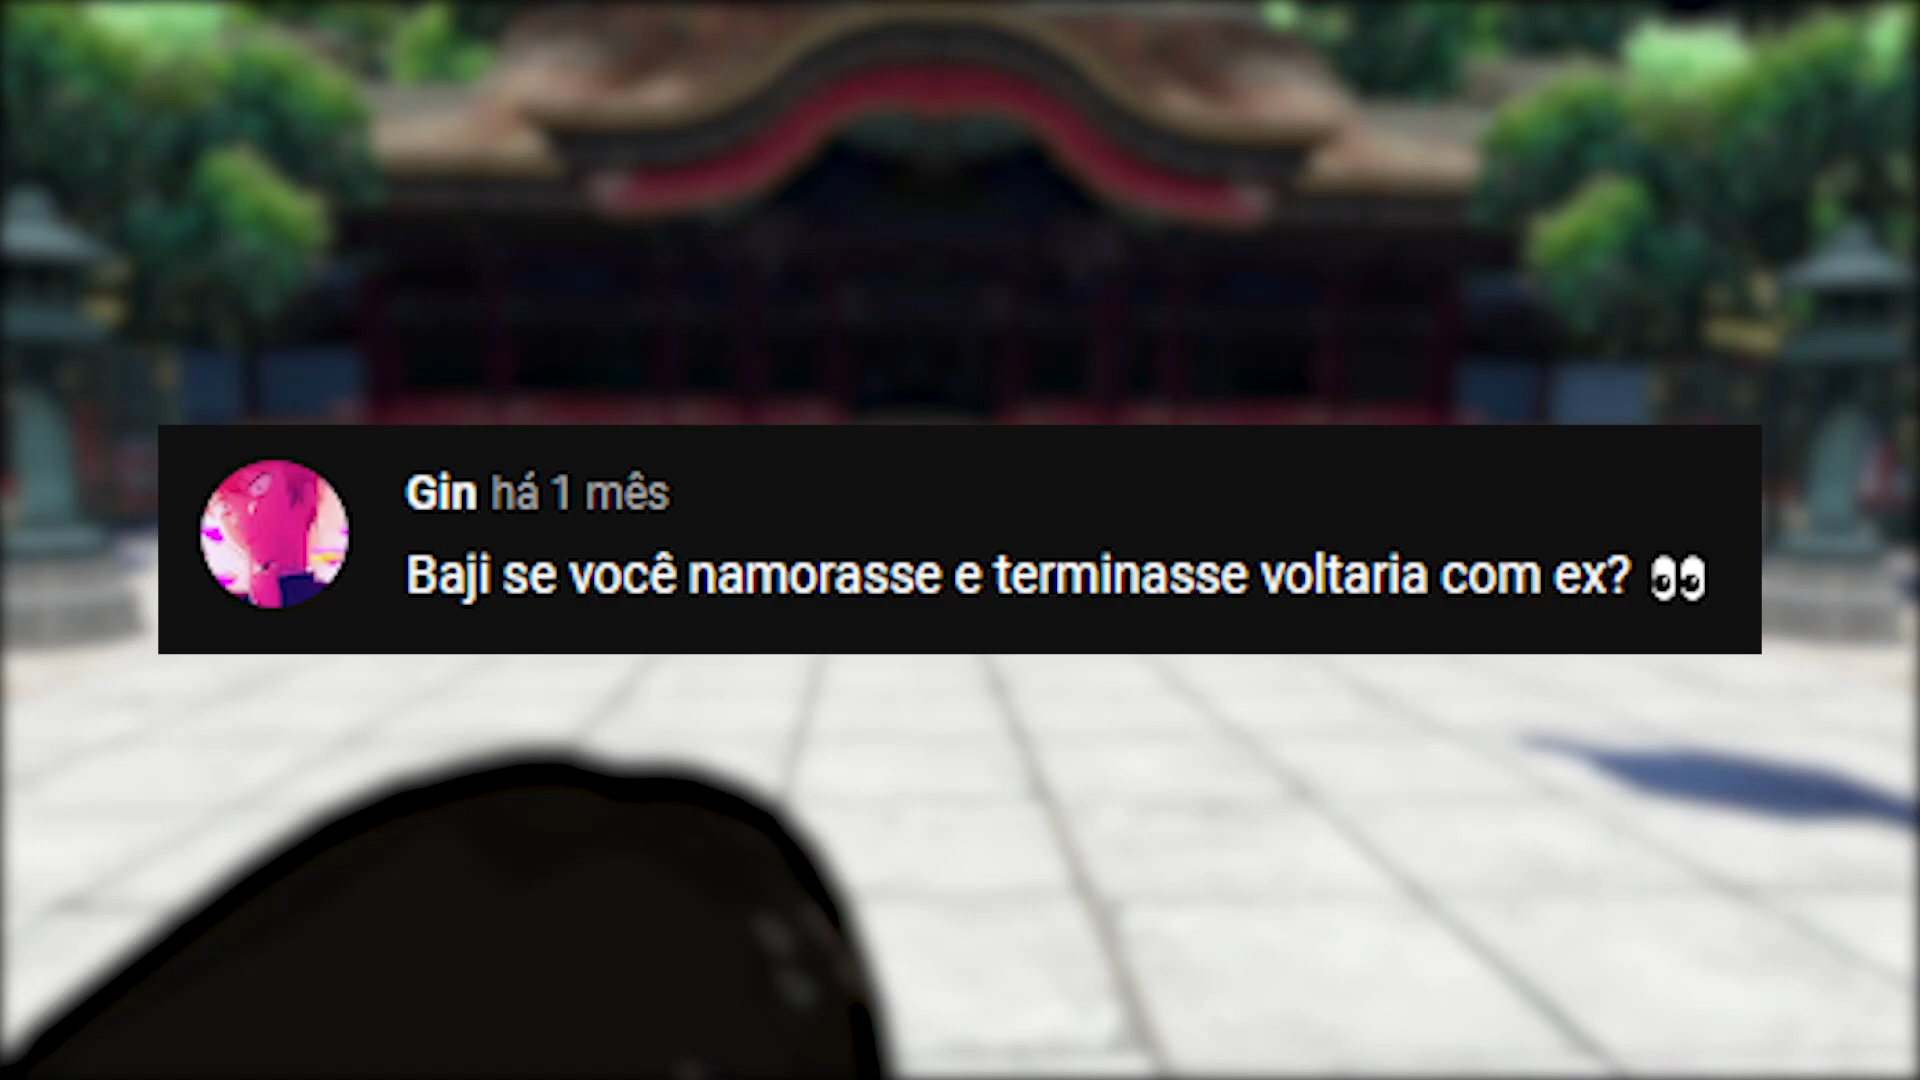 Gin há 1 mês
Baji se você namorasse e terminasse voltaria com ex? 👀